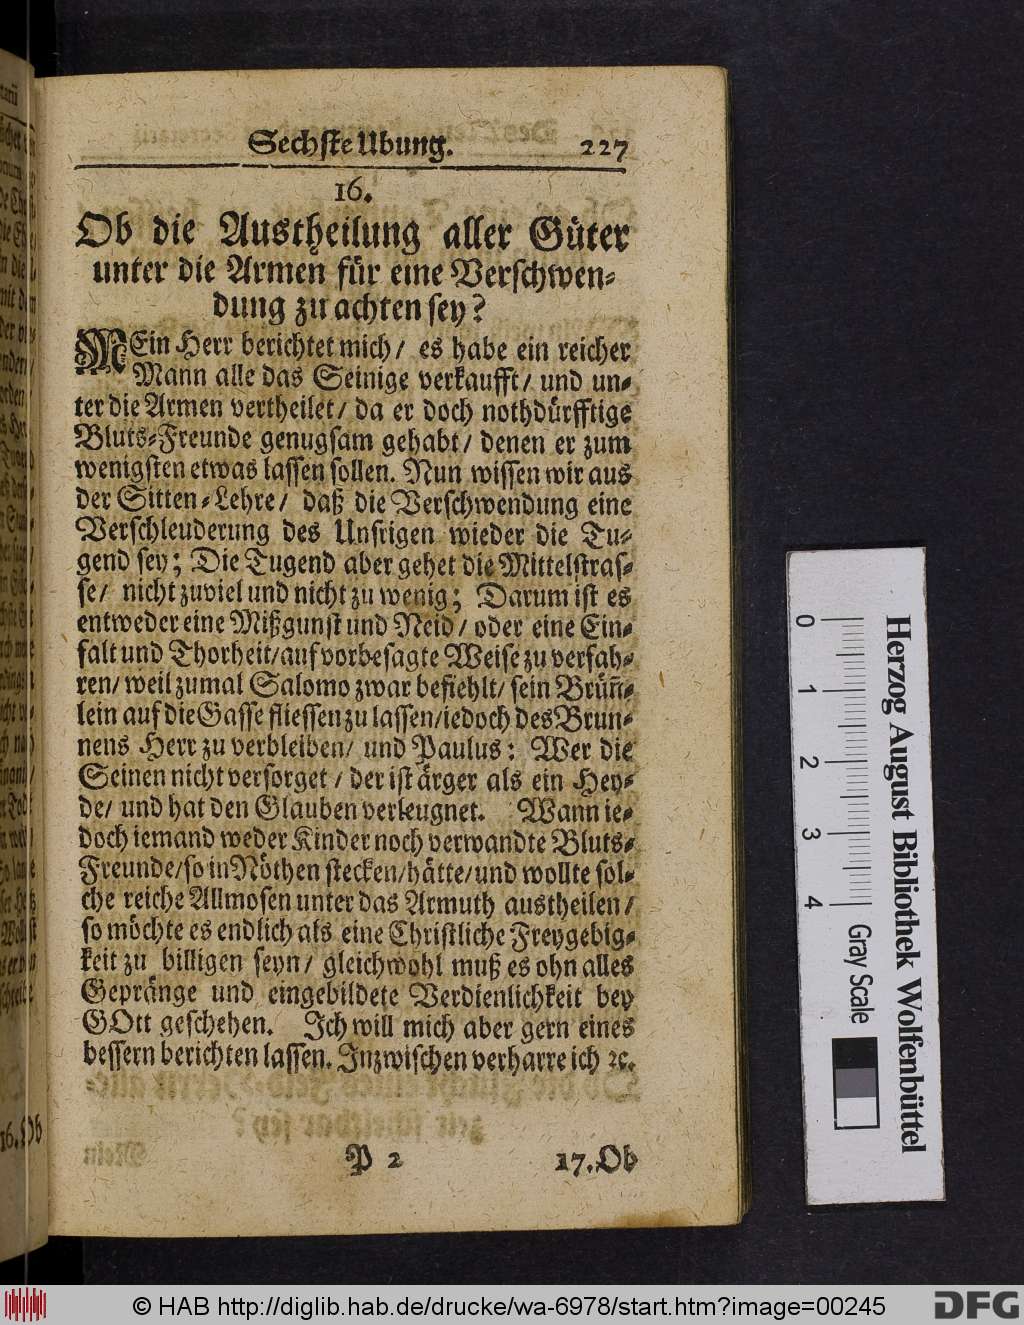 Sechste Ubung. 227
16.
Ob die Austheilung aller Güter
unter die Armen für eine Verschwen-
dung zu achten sey?
MEin Herr berichtet mich/ es habe ein reicher
Mann alle das Seinige verkaufft/ und un-
ter die Armen vertheilet/ da er doch nothdürfftige
Bluts-Freunde genugsam gehabt/ denen er zum
wenigsten etwas lassen sollen. Nun wissen wir aus
der Sitten-Lehre/ daß die Verschwendung eine
Verschleuderung des Unsrigen wieder die Tu-
gend sey; Die Tugend aber gehet die Mittelstras-
se/ nicht zuviel und nicht zu wenig; Darum ist es
entweder eine Mißgunst und Neid/ oder eine Ein-
falt und Thorheit/auf vorbesagte Weise zu verfah-
ren/ weil zumal Salomo zwar befiehlt/ sein Brün̄-
lein auf die Gasse fliessen zu lassen/iedoch des Brun-
nens Herr zu verbleiben/ und Paulus: Wer die
Seinen nicht versorget/ der ist ärger als ein Hey-
de/ und hat den Glauben verleugnet. Wann ie-
doch iemand weder Kinder noch verwandte Bluts-
Freunde/so in Nöthen stecken/hätte/und wollte sol-
che reiche Allmosen unter das Armuth austheilen/
so möchte es endlich als eine Christliche Freygebig-
keit zu billigen seyn/ gleichwohl muß es ohn alles
Gepränge und eingebildete Verdienlichkeit bey
GOtt geschehen. Ich will mich aber gern eines
bessern berichten lassen. Inzwischen verharre ich ꝛc.
P 2 17. Ob
16. Ob
0 1 2 3 4
Gray Scale
Herzog August Bibliothek Wolfenbüttel
© HAB http://diglib.hab.de/drucke/wa-6978/start.htm?image=00245
DFG